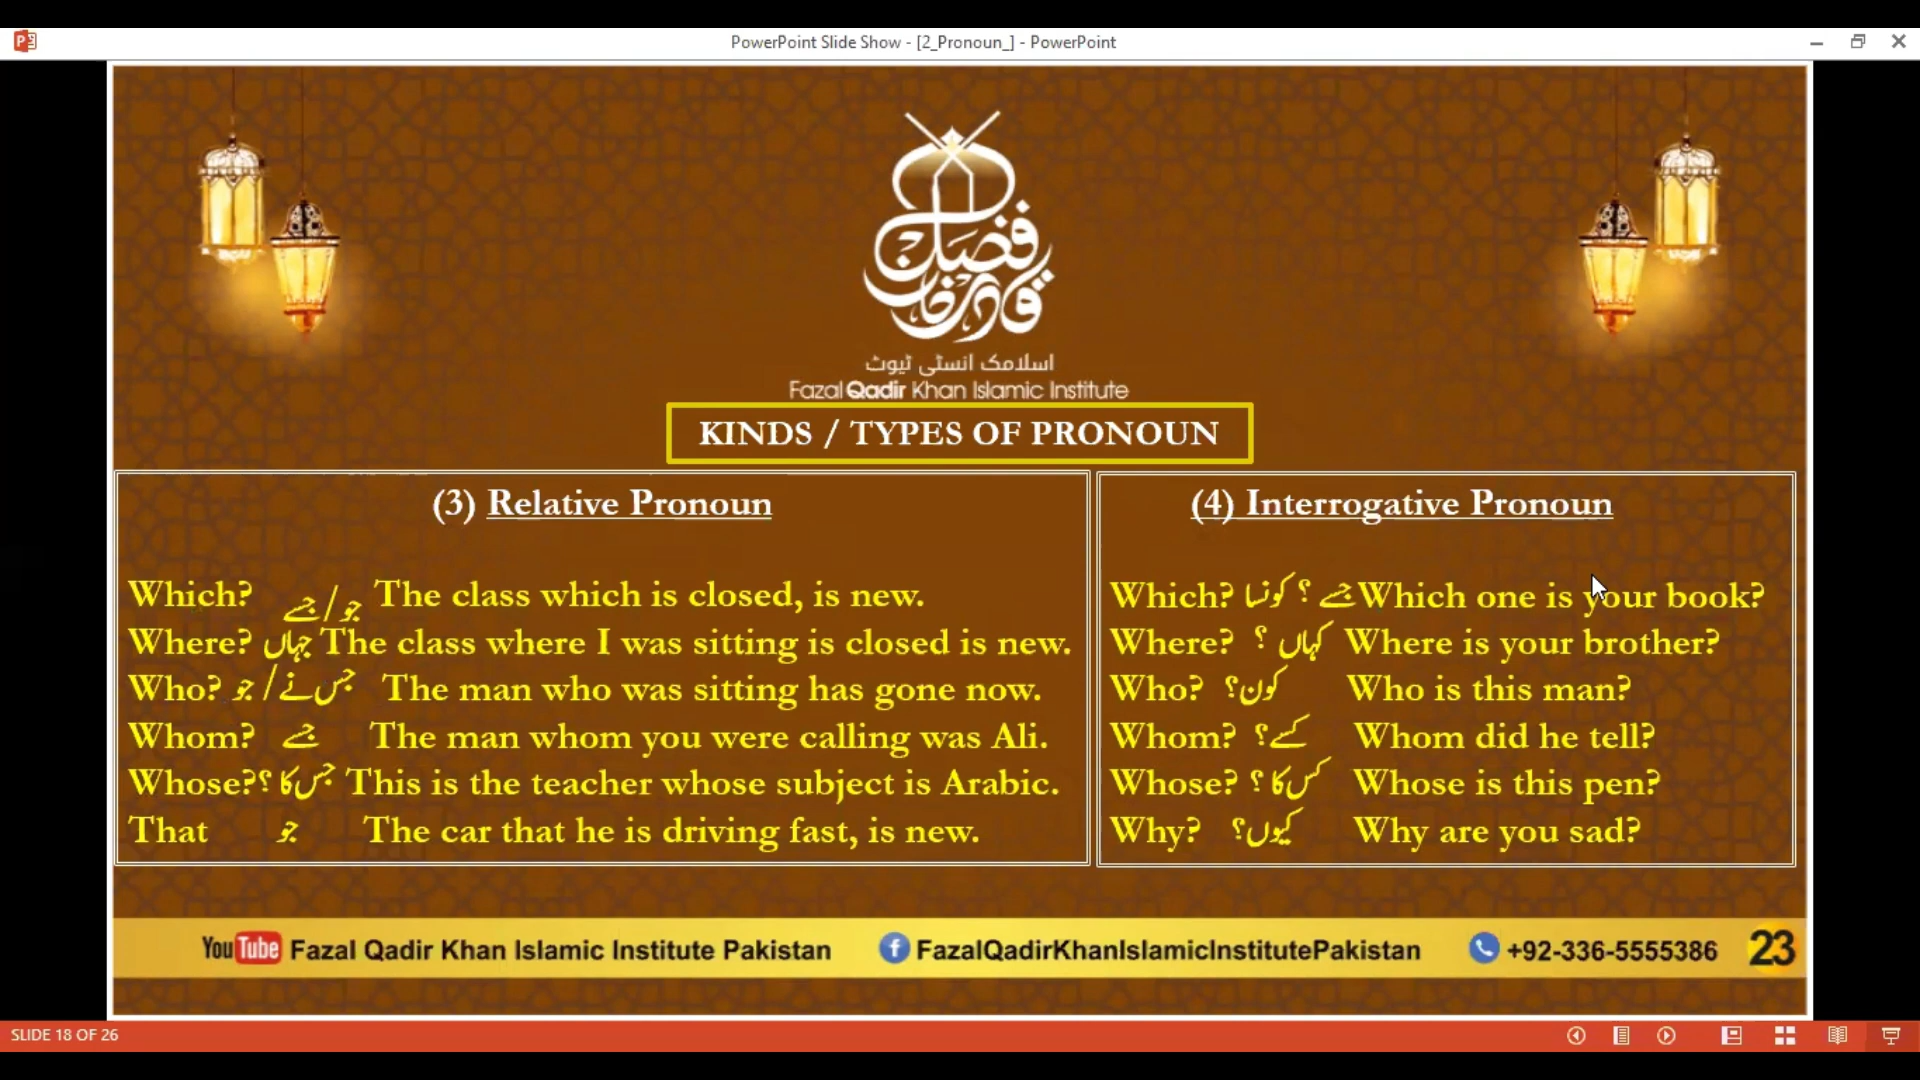 PowerPoint Slide Show - [2_Pronoun_] - PowerPoint
فضل قادر خان
اسلامک انسٹی ٹیوٹ
Fazal Qadir Khan Islamic Institute
KINDS / TYPES OF PRONOUN
(3) Relative Pronoun
Which? جو/جسے The class which is closed, is new.
Where? جہاں The class where I was sitting is closed is new.
Who? جس نے/جو The man who was sitting has gone now.
Whom? جسے The man whom you were calling was Ali.
Whose? جس کا؟ This is the teacher whose subject is Arabic.
That جو The car that he is driving fast, is new.
(4) Interrogative Pronoun
Which? جسے ؟ کونسا Which one is your book?
Where? کہاں ؟ Where is your brother?
Who? کون؟ Who is this man?
Whom? کسے؟ Whom did he tell?
Whose? کس کا ؟ Whose is this pen?
Why? کیوں؟ Why are you sad?
YouTube Fazal Qadir Khan Islamic Institute Pakistan f FazalQadirKhanIslamicInstitutePakistan +92-336-5555386 23
SLIDE 18 OF 26